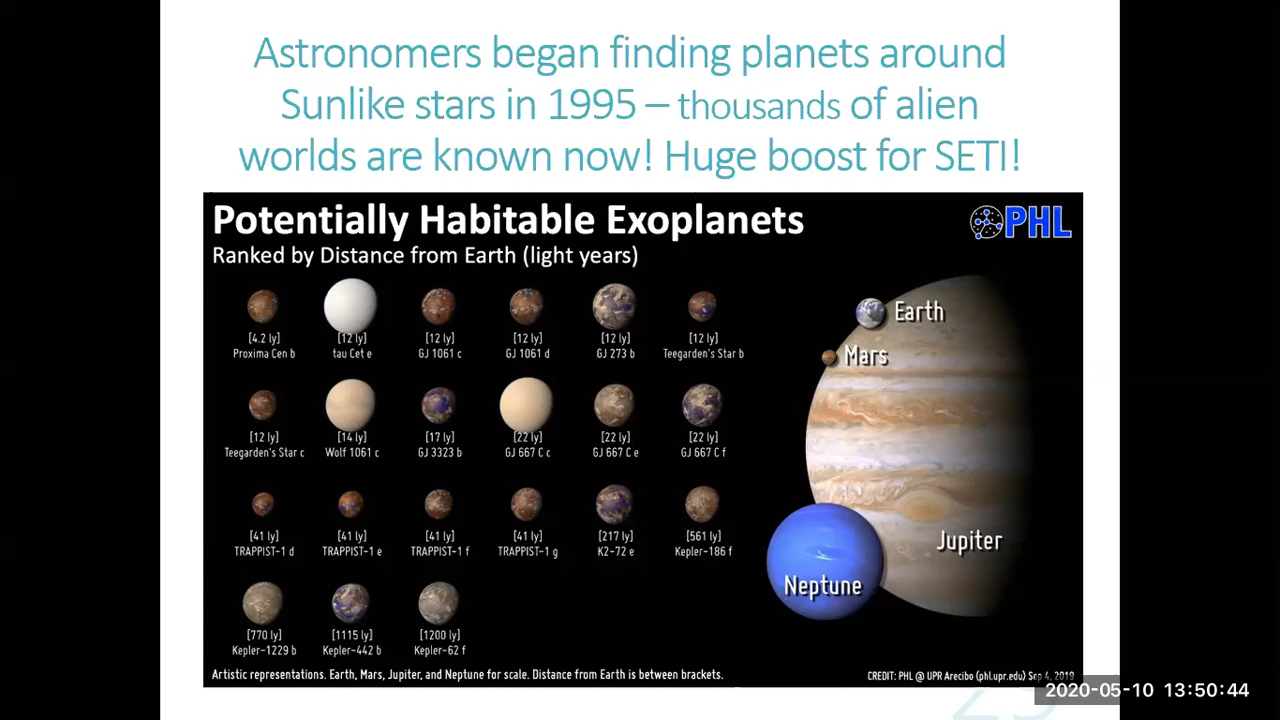 Astronomers began finding planets around
Sunlike stars in 1995 – thousands of alien
worlds are known now! Huge boost for SETI!
Potentially Habitable Exoplanets
PHL
Ranked by Distance from Earth (light years)
[4.2 ly] [12 ly] [12 ly] [12 ly] [12 ly] [12 ly]
Proxima Cen b tau Cet e GJ 1061 c GJ 1061 d GJ 273 b Teegarden's Star b
[12 ly] [14 ly] [17 ly] [22 ly] [22 ly] [22 ly]
Teegarden's Star c Wolf 1061 c GJ 3323 b GJ 667 C c GJ 667 C e GJ 667 C f
[41 ly] [41 ly] [41 ly] [41 ly] [217 ly] [561 ly]
TRAPPIST-1 d TRAPPIST-1 e TRAPPIST-1 f TRAPPIST-1 g K2-72 e Kepler-186 f
[770 ly] [1115 ly] [1200 ly]
Kepler-1229 b Kepler-442 b Kepler-62 f
Earth
Mars
Jupiter
Neptune
Artistic representations. Earth, Mars, Jupiter, and Neptune for scale. Distance from Earth is between brackets.
CREDIT: PHL @ UPR Arecibo (phl.upr.edu) Sep 4, 2019
2020-05-10 13:50:44